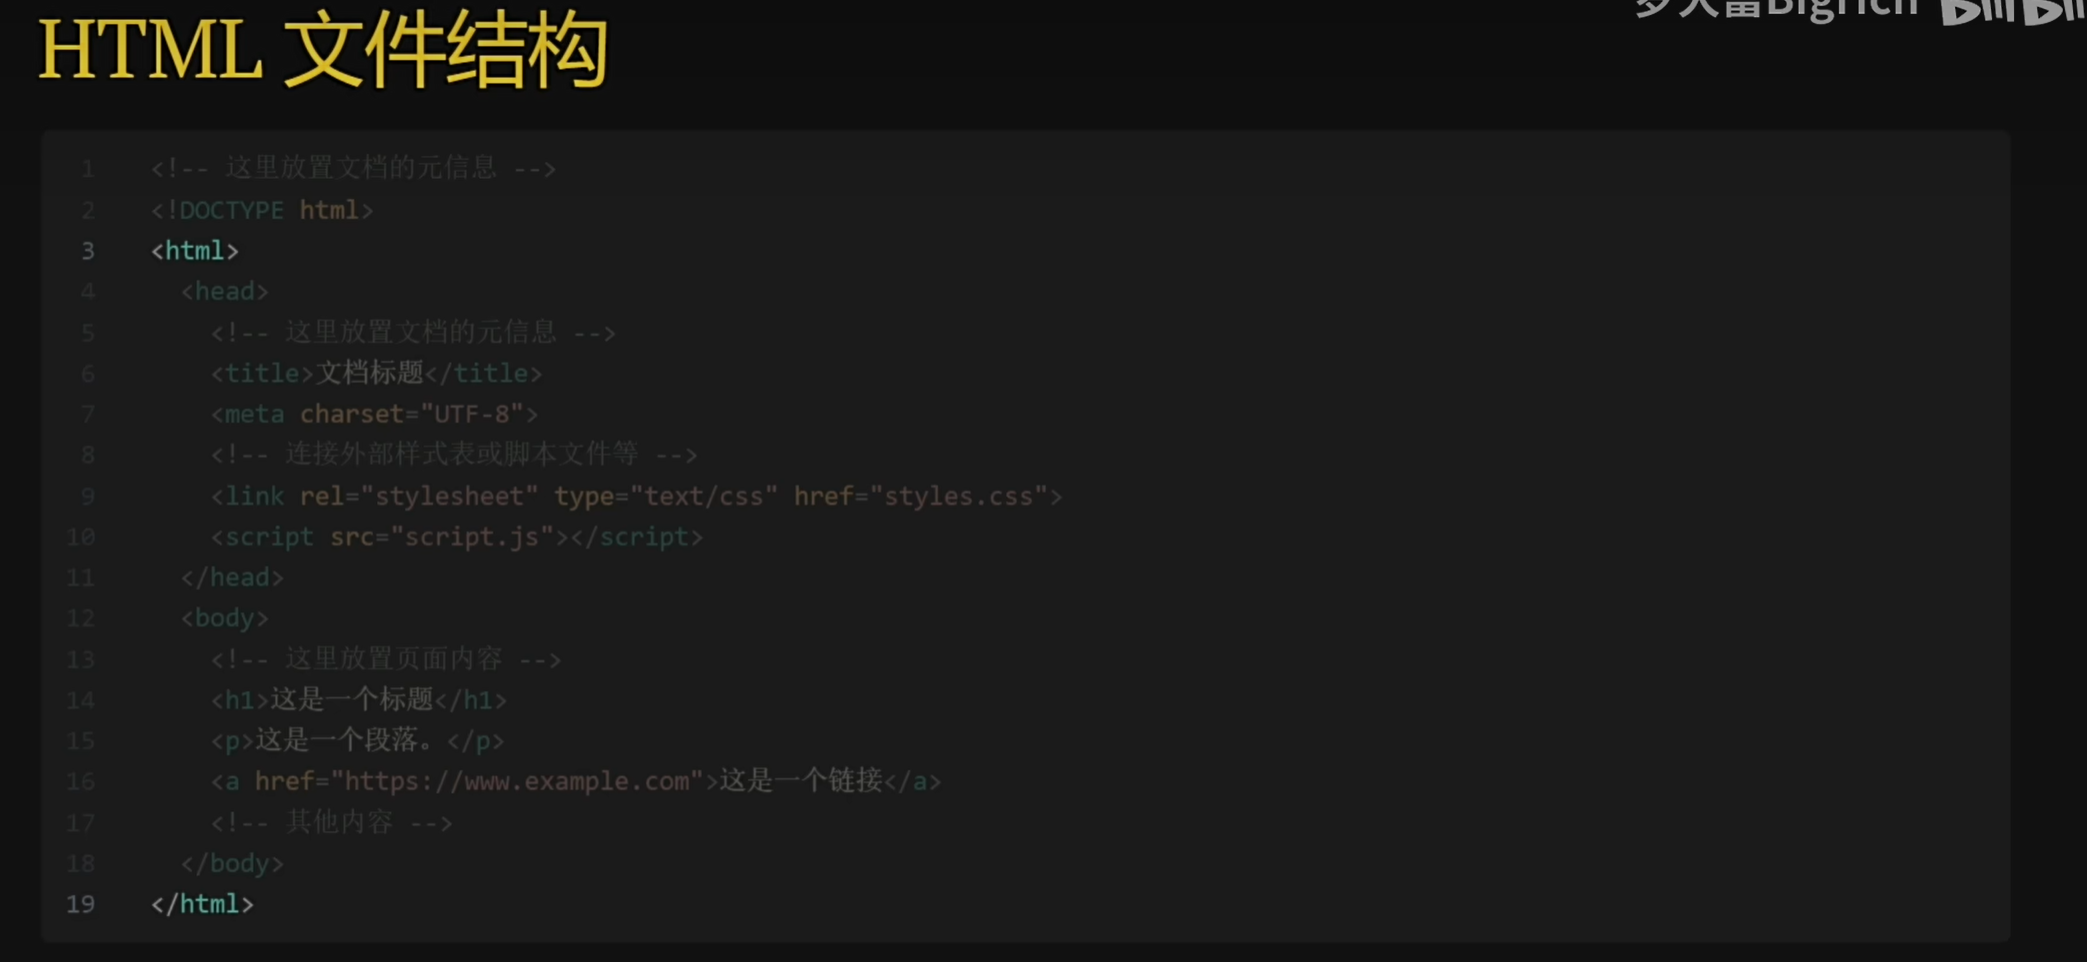 HTML 文件结构
1 <!-- 这里放置文档的元信息 -->
2 <!DOCTYPE html>
3 <html>
4 <head>
5 <!-- 这里放置文档的元信息 -->
6 <title>文档标题</title>
7 <meta charset="UTF-8">
8 <!-- 连接外部样式表或脚本文件等 -->
9 <link rel="stylesheet" type="text/css" href="styles.css">
10 <script src="script.js"></script>
11 </head>
12 <body>
13 <!-- 这里放置页面内容 -->
14 <h1>这是一个标题</h1>
15 <p>这是一个段落。</p>
16 <a href="https://www.example.com">这是一个链接</a>
17 <!-- 其他内容 -->
18 </body>
19 </html>